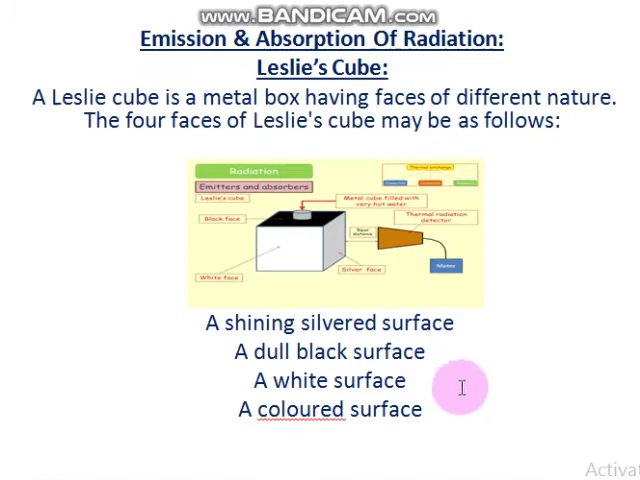 www.BANDICAM.com
Emission & Absorption Of Radiation:
Leslie's Cube:
A Leslie cube is a metal box having faces of different nature.
The four faces of Leslie's cube may be as follows:
Radiation
Thermal exchange
Emitters and absorbers
Leslie's cube
Metal cube filled with
very hot water
Black face
Thermal radiation
detector
Equal
distance
Meter
White face
Silver face
A shining silvered surface
A dull black surface
A white surface
A coloured surface
Activat